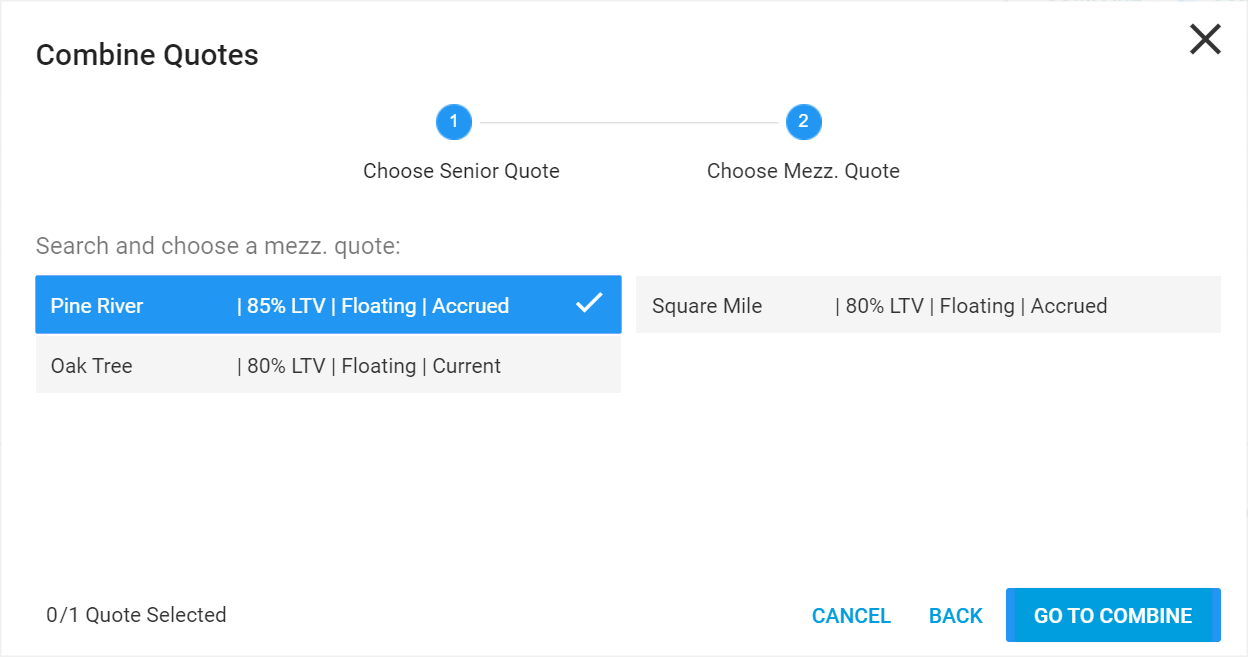 Combine Quotes
1 2
Choose Senior Quote Choose Mezz. Quote
Search and choose a mezz. quote:
Pine River | 85% LTV | Floating | Accrued
Square Mile | 80% LTV | Floating | Accrued
Oak Tree | 80% LTV | Floating | Current
0/1 Quote Selected
CANCEL BACK GO TO COMBINE